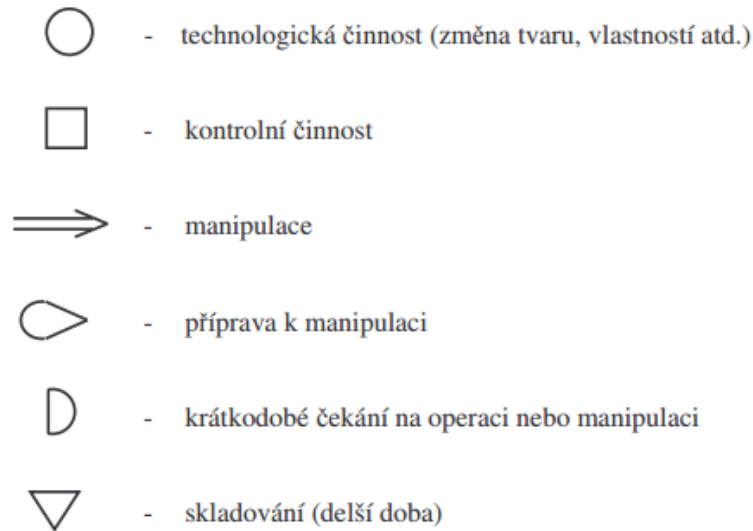 - technologická činnost (změna tvaru, vlastností atd.)
- kontrolní činnost
- manipulace
- příprava k manipulaci
- krátkodobé čekání na operaci nebo manipulaci
- skladování (delší doba)